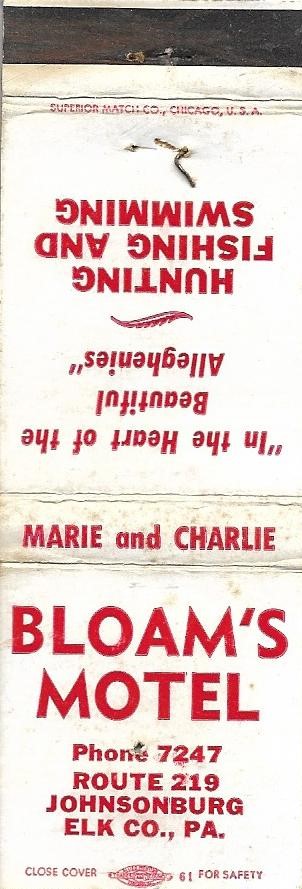 SUPERIOR MATCH CO., CHICAGO, U. S. A.
"In the Heart of the
Beautiful
Alleghenies"
HUNTING
FISHING AND
SWIMMING
MARIE and CHARLIE
BLOAM'S
MOTEL
Phone 7247
ROUTE 219
JOHNSONBURG
ELK CO., PA.
CLOSE COVER 61 FOR SAFETY